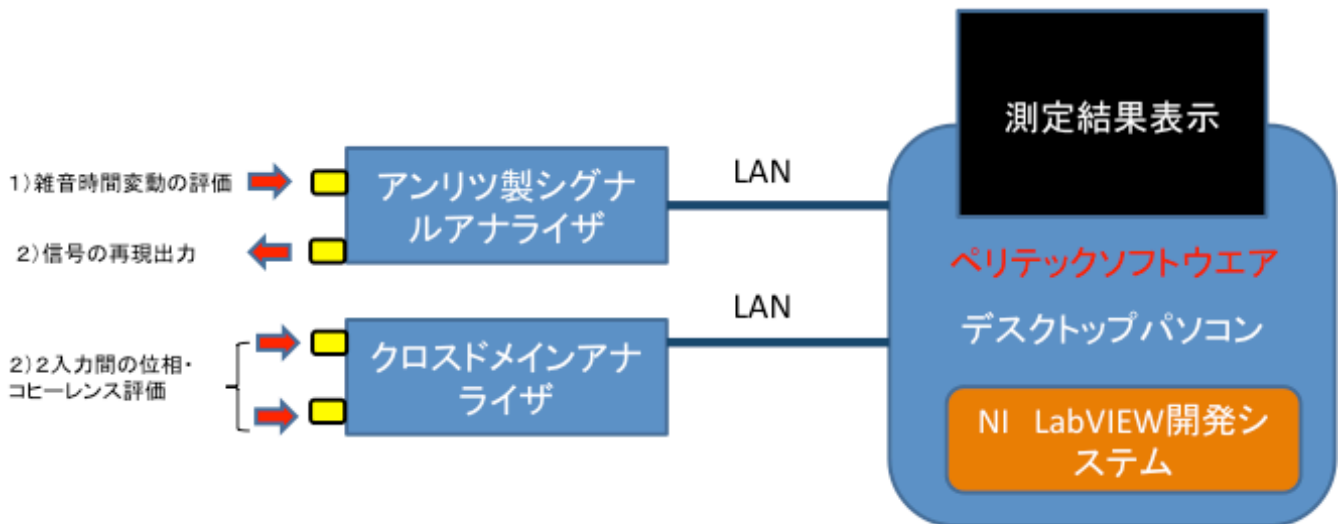 測定結果表示
1)雑音時間変動の評価
アンリツ製シグナ
ルアナライザ
LAN
2)信号の再現出力
ペリテックソフトウエア
LAN
デスクトップパソコン
2)2入力間の位相・
コヒーレンス評価
クロスドメインアナ
ライザ
NI LabVIEW開発シ
ステム